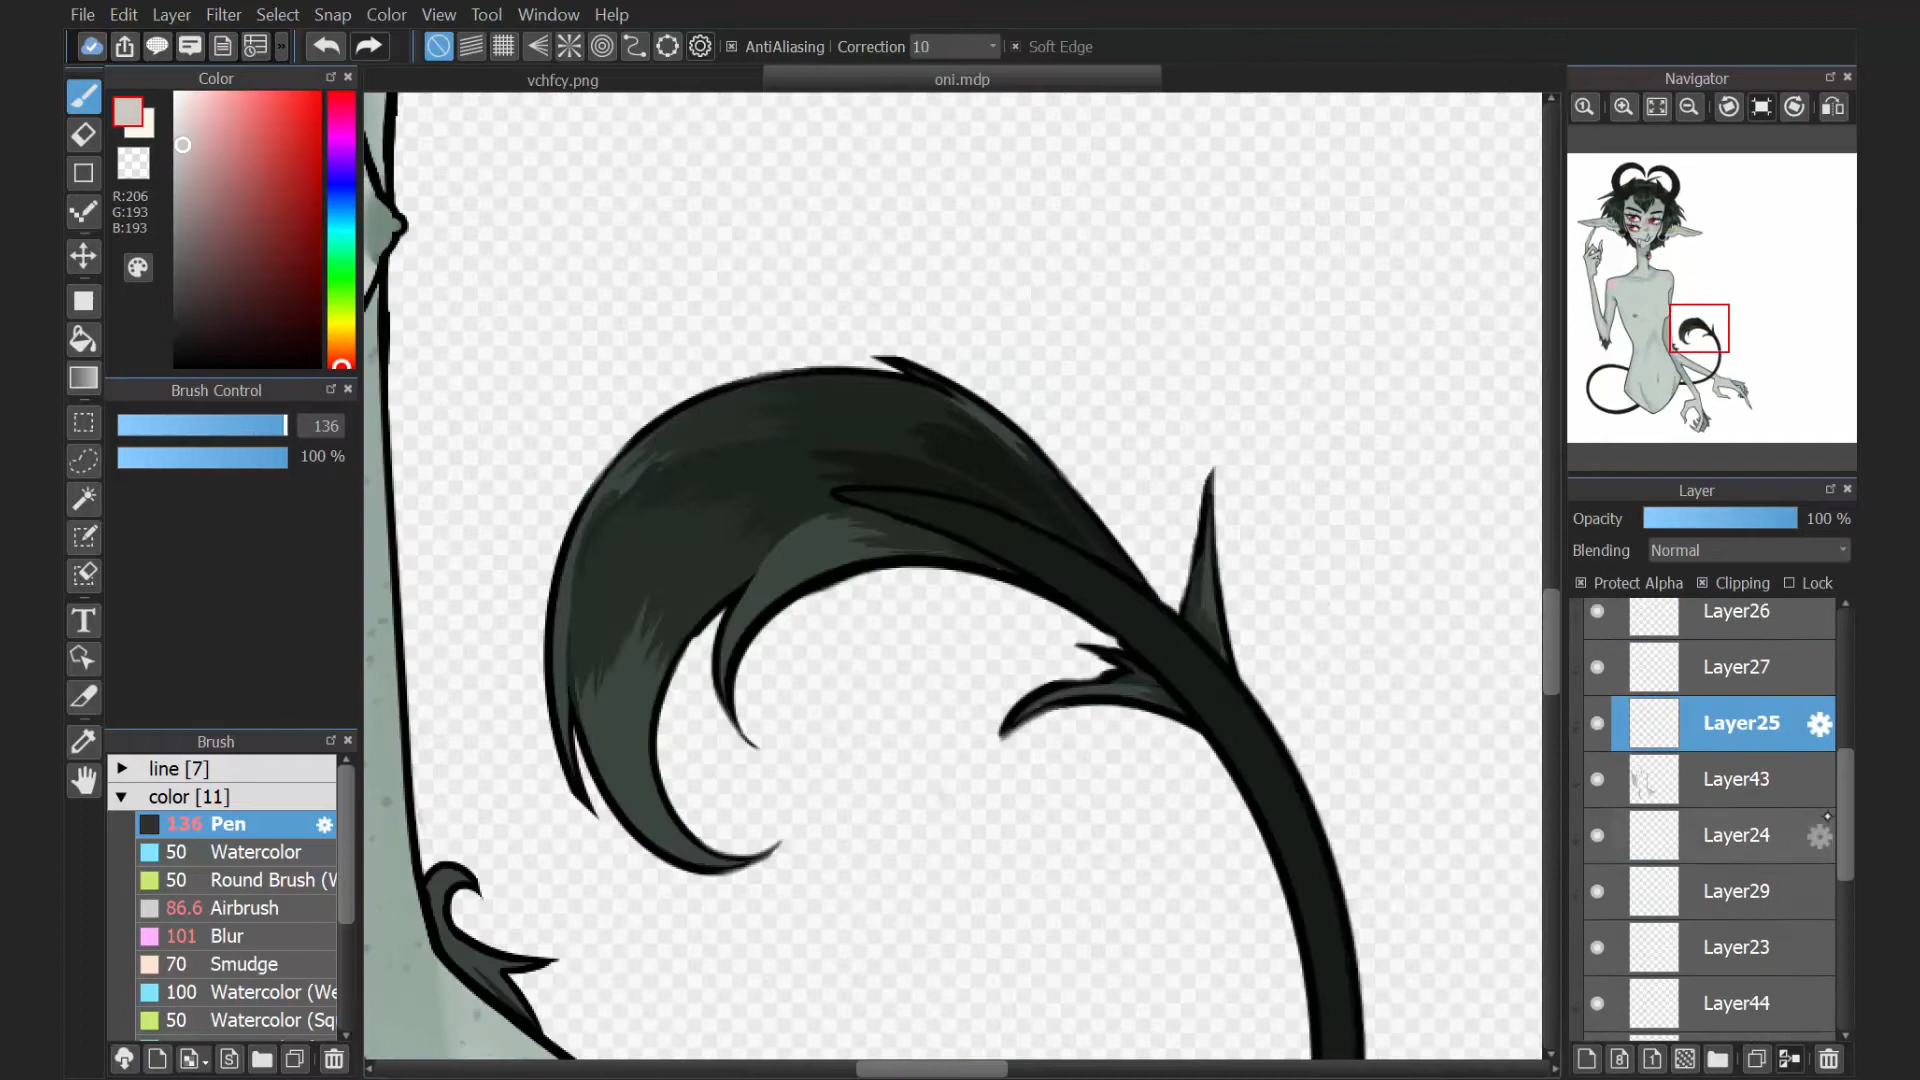 File Edit Layer Filter Select Snap Color View Tool Window Help
AntiAliasing Correction 10 Soft Edge
Color
vchfcy.png
oni.mdp
Navigator
R:206
G:193
B:193
Brush Control
136
100 %
Brush
line [7]
color [11]
136 Pen
50 Watercolor
50 Round Brush (W
86.6 Airbrush
101 Blur
70 Smudge
100 Watercolor (We
50 Watercolor (Squ
Layer
Opacity 100 %
Blending Normal
Protect Alpha Clipping Lock
Layer26
Layer27
Layer25
Layer43
Layer24
Layer29
Layer23
Layer44